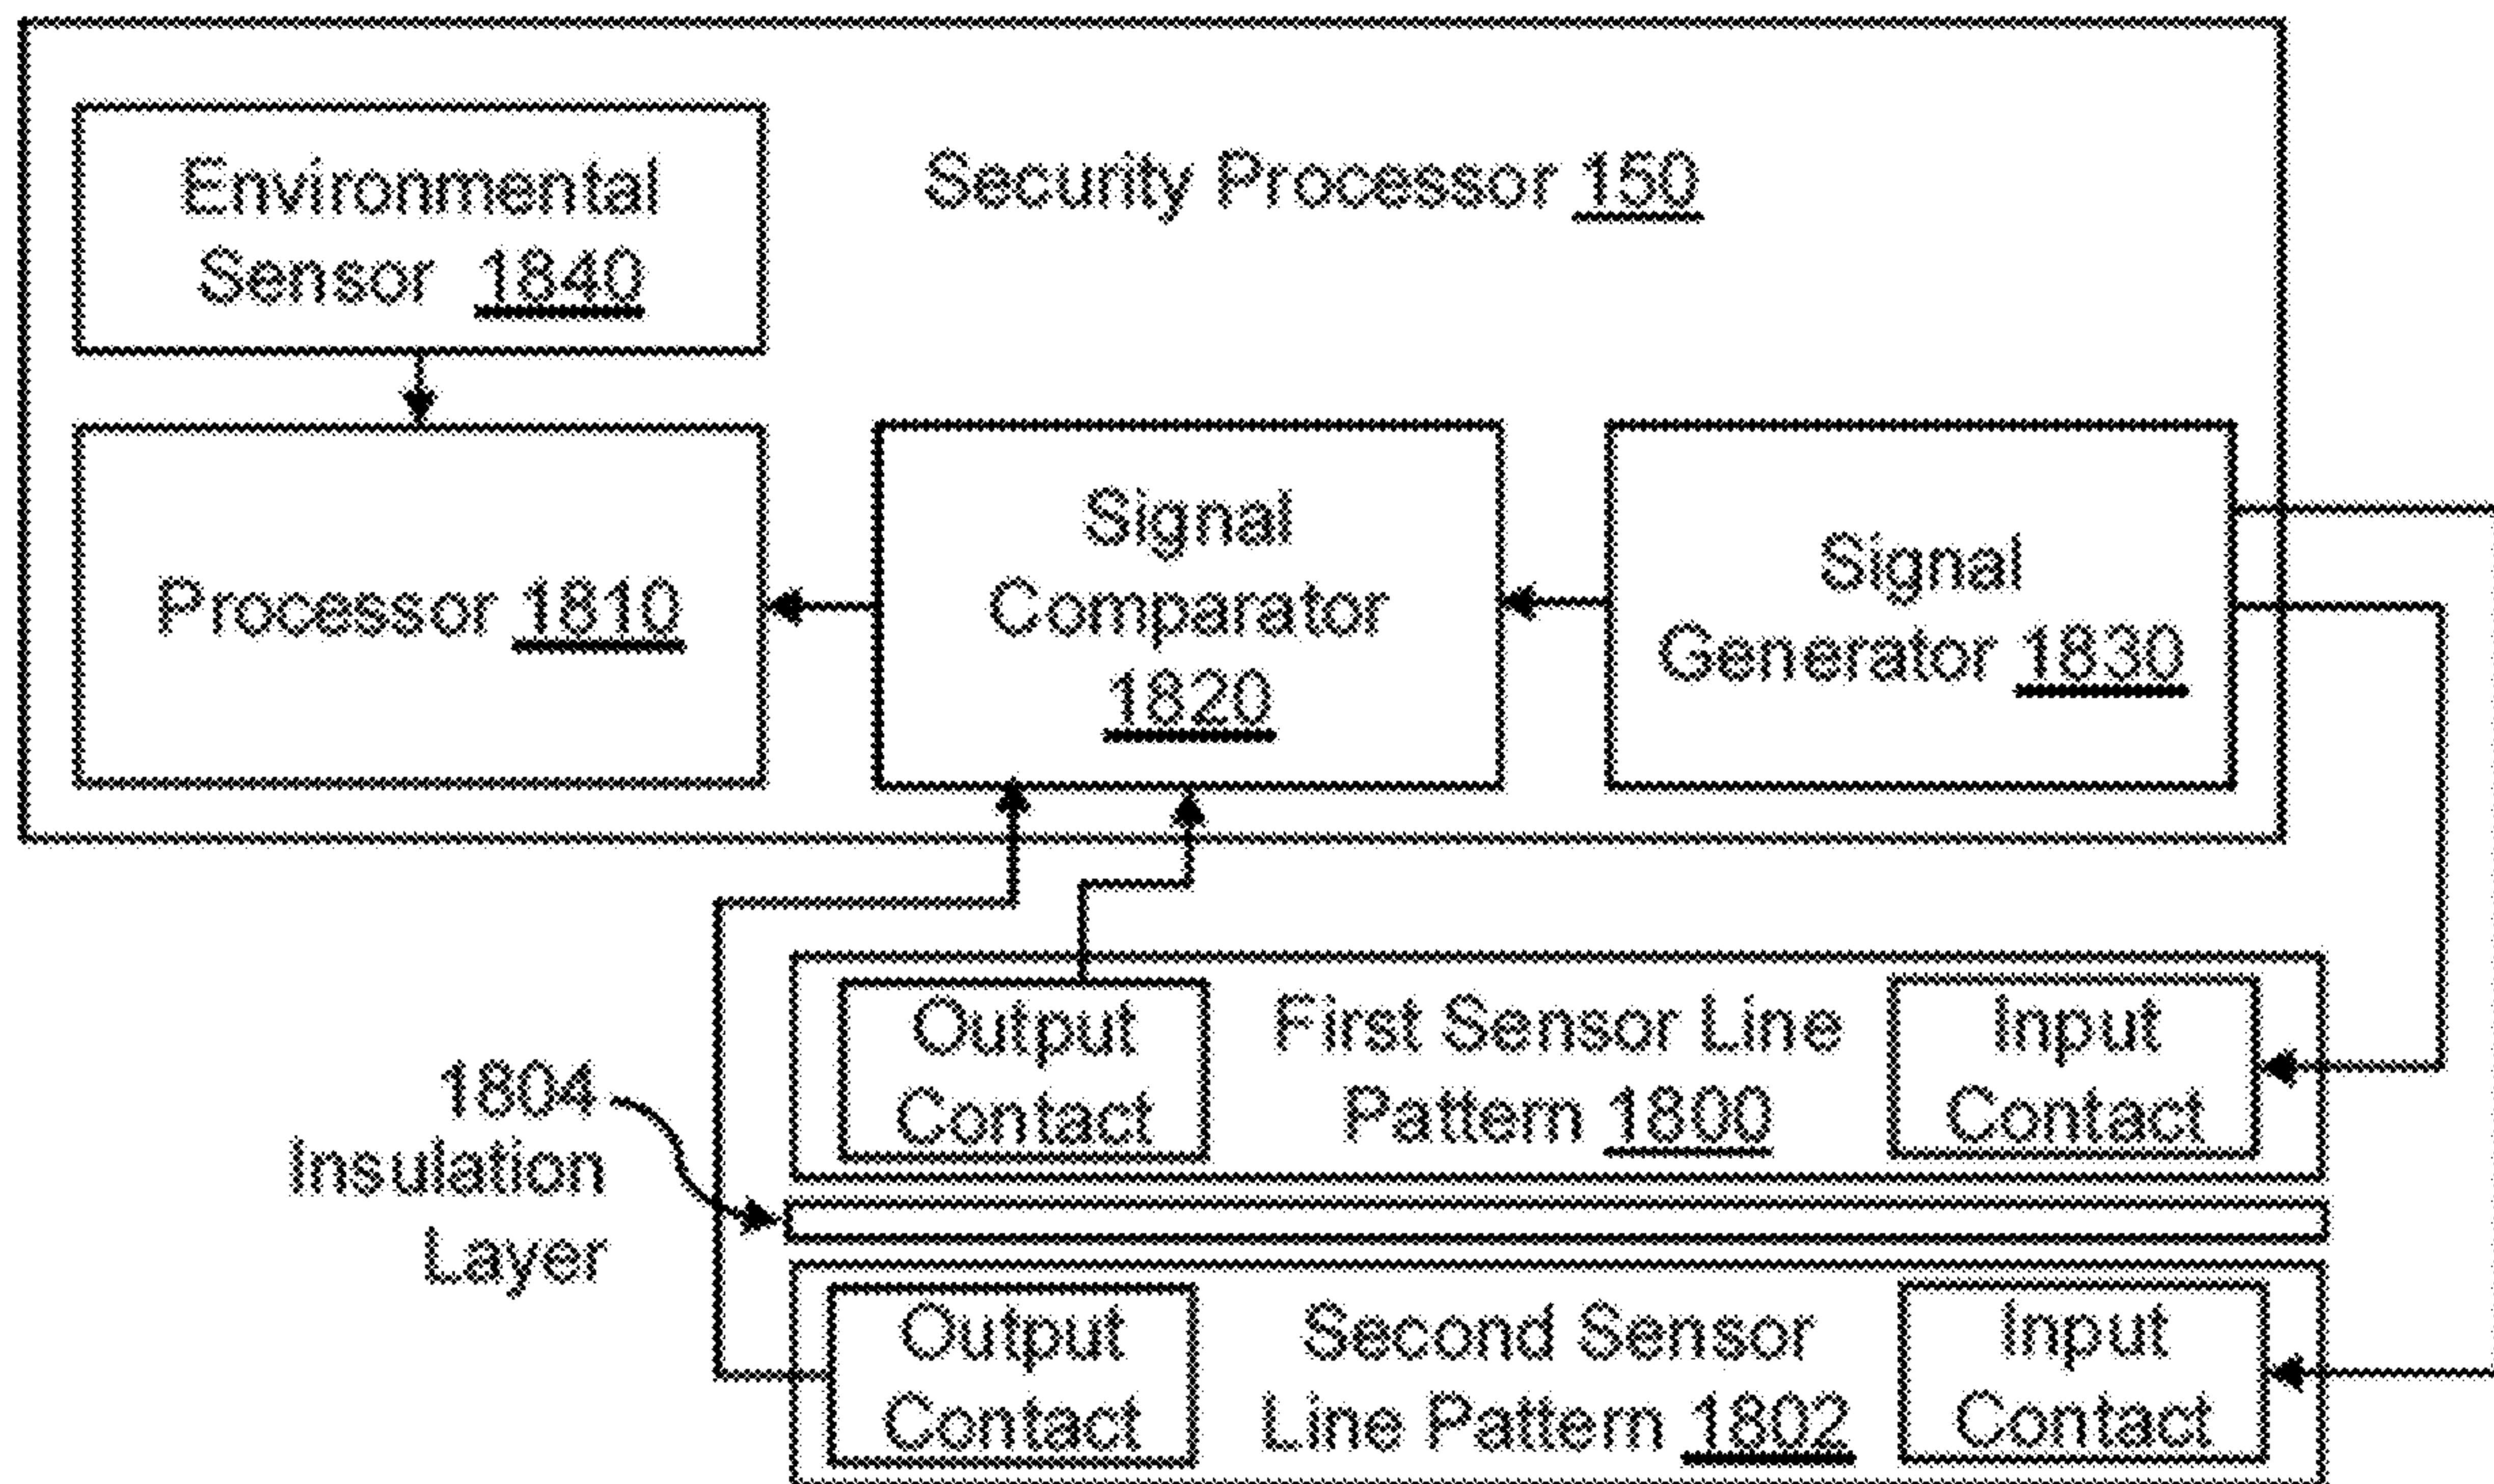 Environmental
Sensor 1840
Security Processor 150
Processor 1810
Signal
Comparator
1820
Signal
Generator 1830
Output
Contact
First Sensor Line
Pattern 1800
Input
Contact
1804
Insulation
Layer
Output
Contact
Second Sensor
Line Pattern 1802
Input
Contact